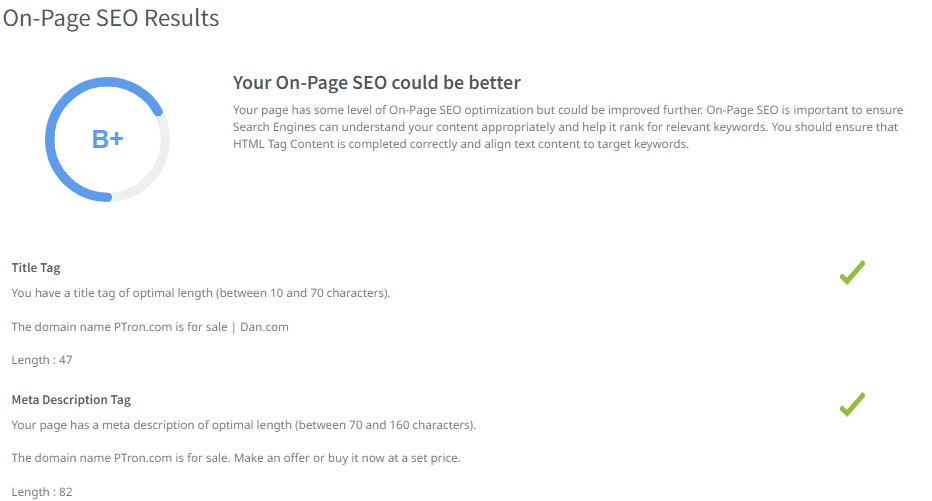 On-Page SEO Results
B+
Your On-Page SEO could be better
Your page has some level of On-Page SEO optimization but could be improved further. On-Page SEO is important to ensure
Search Engines can understand your content appropriately and help it rank for relevant keywords. You should ensure that
HTML Tag Content is completed correctly and align text content to target keywords.
Title Tag
You have a title tag of optimal length (between 10 and 70 characters).
The domain name PTron.com is for sale | Dan.com
Length : 47
Meta Description Tag
Your page has a meta description of optimal length (between 70 and 160 characters).
The domain name PTron.com is for sale. Make an offer or buy it now at a set price.
Length : 82